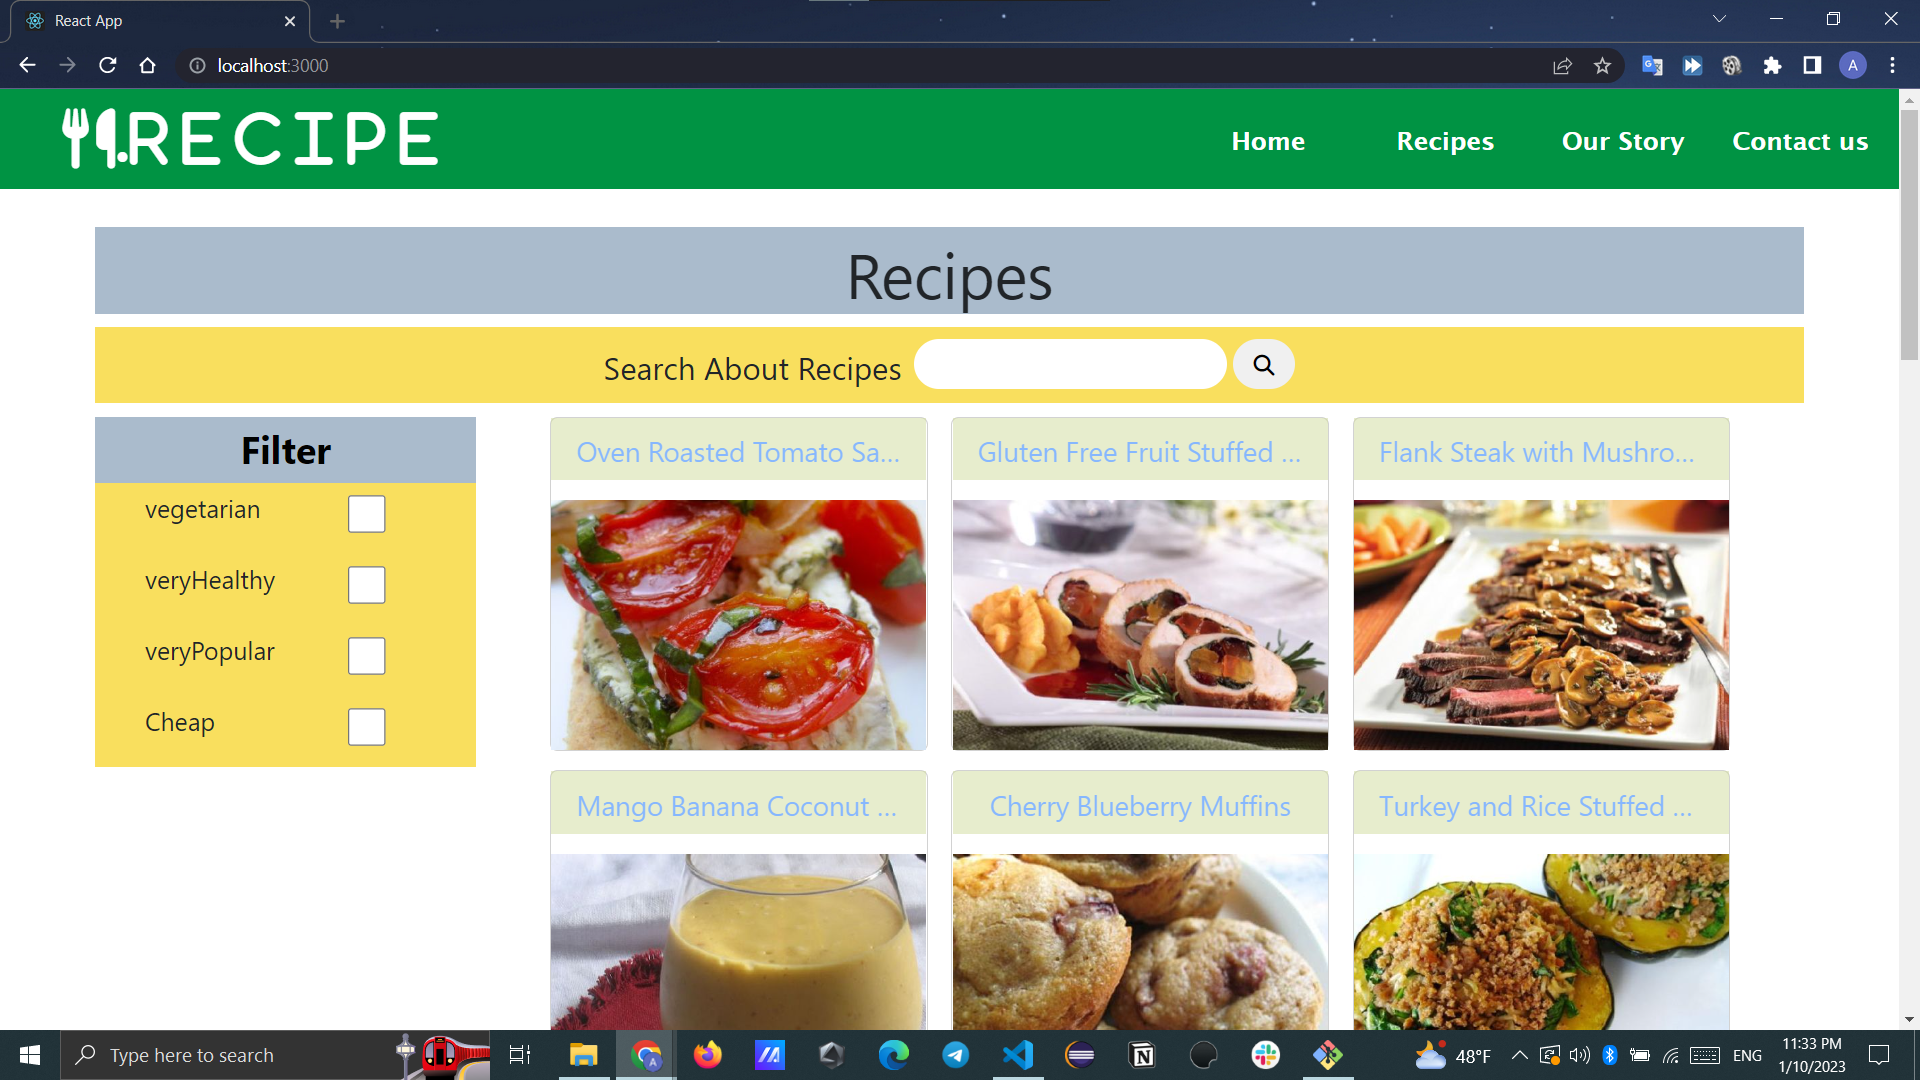 React App
localhost:3000
A
RECIPE
Home Recipes Our Story Contact us
Recipes
Search About Recipes
Filter
vegetarian
veryHealthy
veryPopular
Cheap
Oven Roasted Tomato Sa...
Gluten Free Fruit Stuffed ...
Flank Steak with Mushro...
Mango Banana Coconut ...
Cherry Blueberry Muffins
Turkey and Rice Stuffed ...
Type here to search
48°F
ENG
11:33 PM
1/10/2023